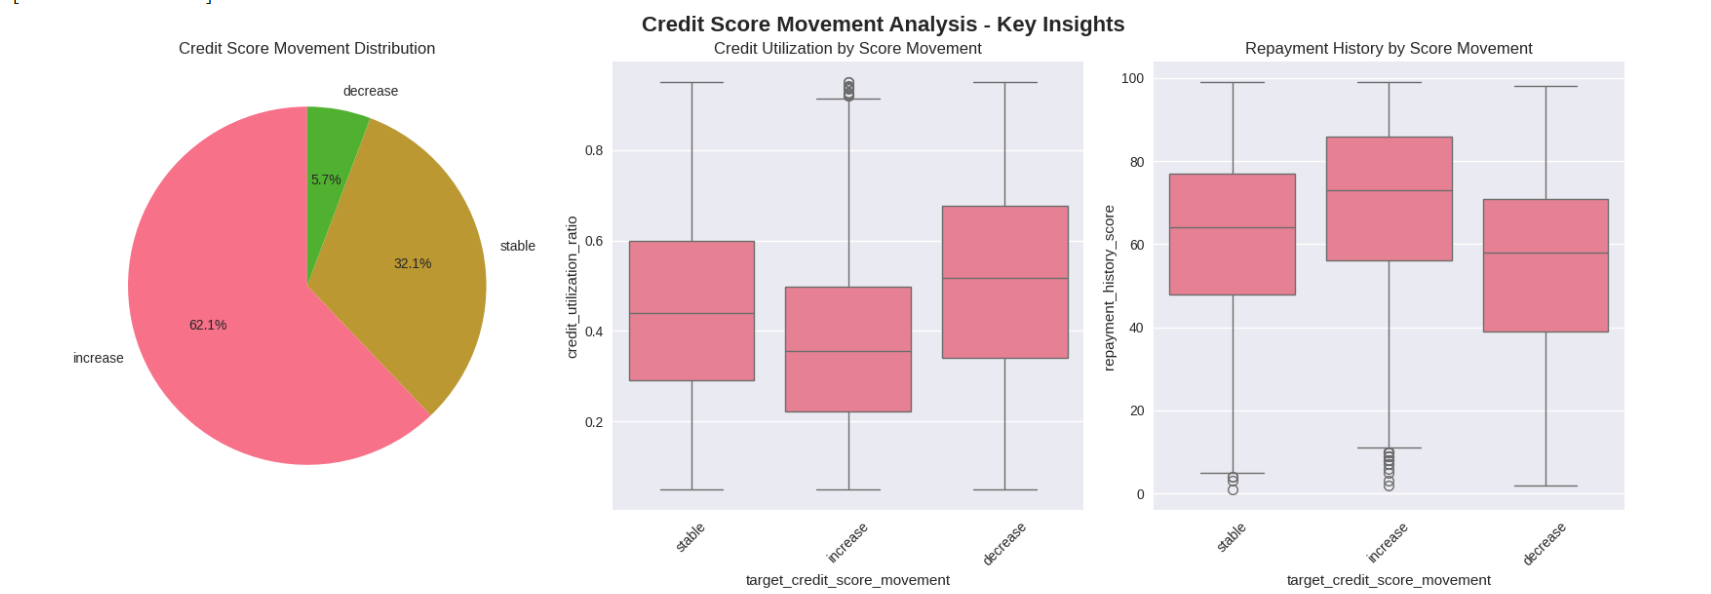 Credit Score Movement Analysis - Key Insights
Credit Score Movement Distribution
decrease
5.7%
stable
32.1%
62.1%
increase
Credit Utilization by Score Movement
credit_utilization_ratio
0.8
0.6
0.4
0.2
stable
increase
decrease
target_credit_score_movement
Repayment History by Score Movement
repayment_history_score
100
80
60
40
20
0
stable
increase
decrease
target_credit_score_movement